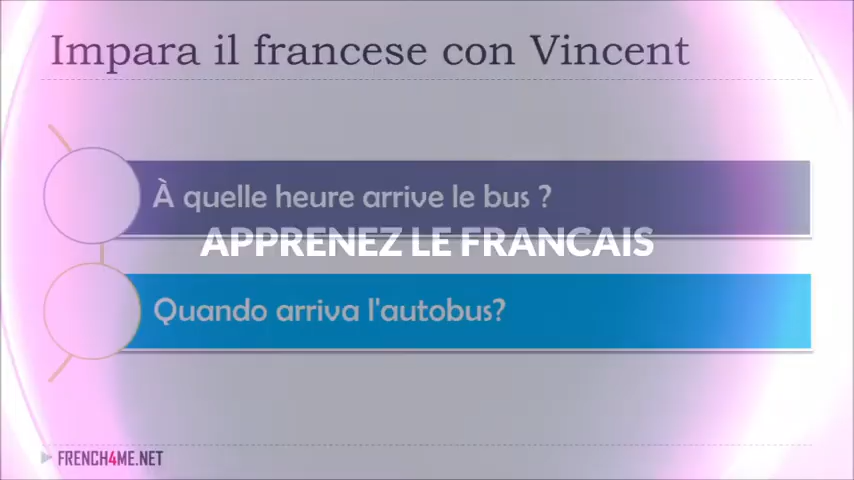 Impara il francese con Vincent
À quelle heure arrive le bus ?
APPRENEZ LE FRANCAIS
Quando arriva l'autobus?
FRENCH4ME.NET